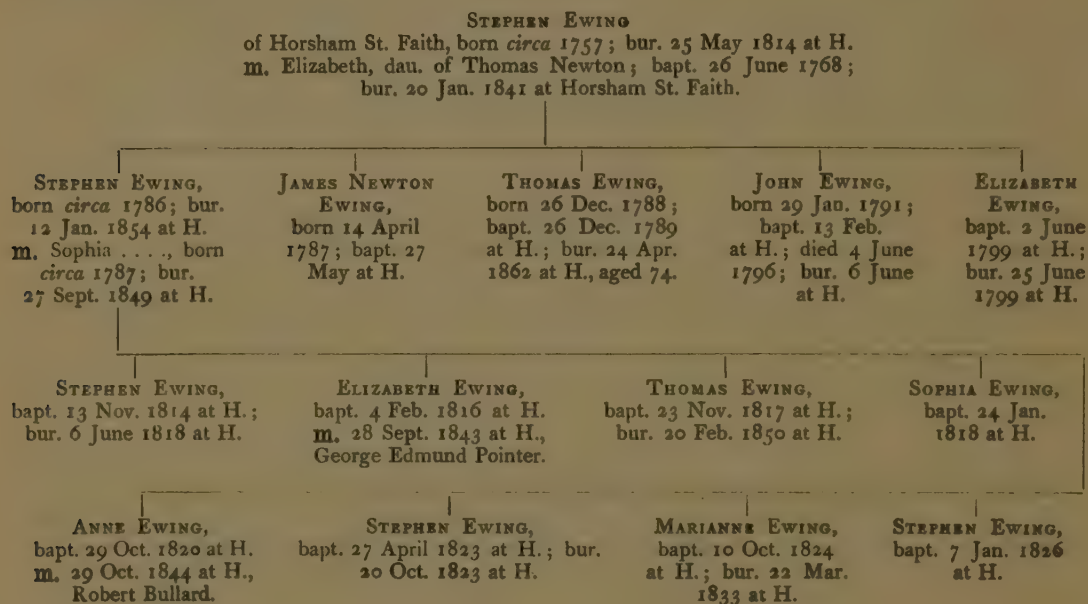 STEPHEN EWING
of Horsham St. Faith, born circa 1757; bur. 25 May 1814 at H.
m. Elizabeth, dau. of Thomas Newton; bapt. 26 June 1768;
bur. 20 Jan. 1841 at Horsham St. Faith.
STEPHEN EWING,
born circa 1786; bur.
12 Jan. 1854 at H.
m. Sophia ...., born
circa 1787; bur.
27 Sept. 1849 at H.
JAMES NEWTON
EWING,
born 14 April
1787; bapt. 27
May at H.
THOMAS EWING,
born 26 Dec. 1788;
bapt. 26 Dec. 1789
at H.; bur. 24 Apr.
1862 at H., aged 74.
JOHN EWING,
born 29 Jan. 1791;
bapt. 13 Feb.
at H.; died 4 June
1796; bur. 6 June
at H.
ELIZABETH
EWING,
bapt. 2 June
1799 at H.;
bur. 25 June
1799 at H.
STEPHEN EWING,
bapt. 13 Nov. 1814 at H.;
bur. 6 June 1818 at H.
ELIZABETH EWING,
bapt. 4 Feb. 1816 at H.
m. 28 Sept. 1843 at H.,
George Edmund Pointer.
THOMAS EWING,
bapt. 23 Nov. 1817 at H.;
bur. 20 Feb. 1850 at H.
SOPHIA EWING,
bapt. 24 Jan.
1818 at H.
ANNE EWING,
bapt. 29 Oct. 1820 at H.
m. 29 Oct. 1844 at H.,
Robert Bullard.
STEPHEN EWING,
bapt. 27 April 1823 at H.; bur.
20 Oct. 1823 at H.
MARIANNE EWING,
bapt. 10 Oct. 1824
at H.; bur. 22 Mar.
1833 at H.
STEPHEN EWING,
bapt. 7 Jan. 1826
at H.